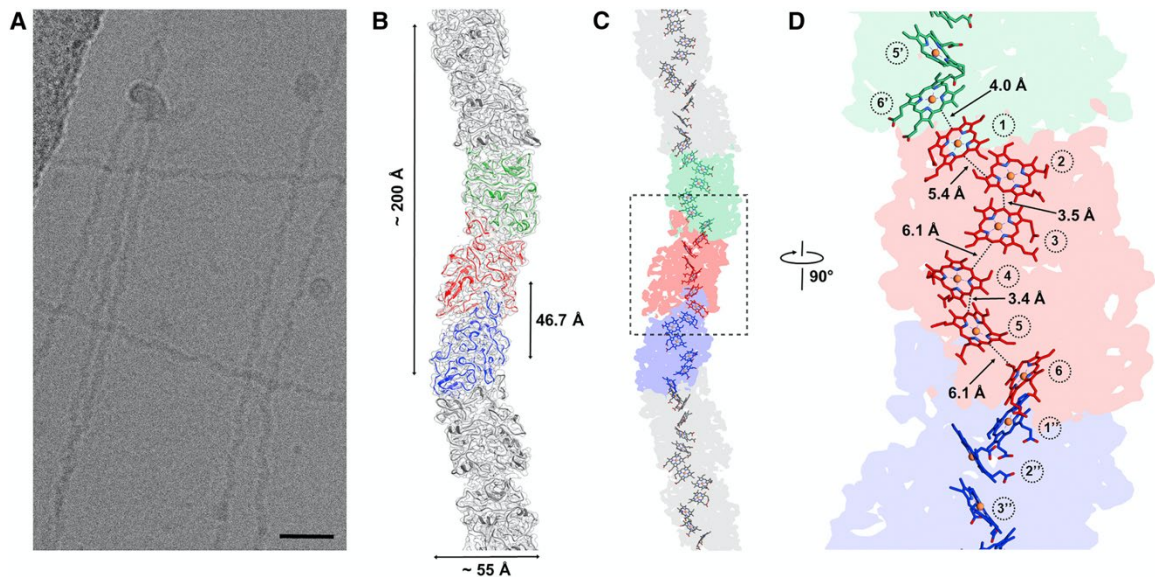 A
B
C
D
~ 200 Å
46.7 Å
~ 55 Å
90°
5'
6'
4.0 Å
1
2
5.4 Å
3.5 Å
6.1 Å
3
4
3.4 Å
5
6.1 Å
6
1''
2''
3''